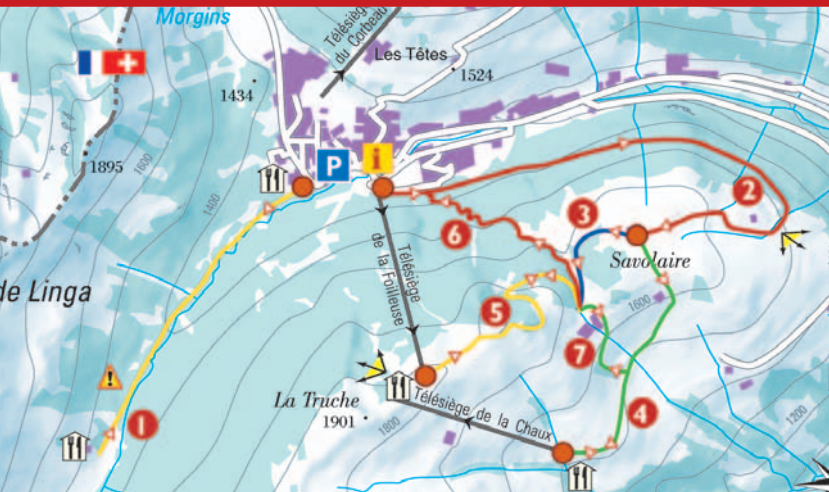 Morgins
Télésiège
du Corbeau
Les Têtes
1524
1434
P
i
1895
1600
1400
2
3
6
Savolaire
de Linga
Télésiège
de la Foilleuse
1600
5
7
!
La Truche
1901
1800
Télésiège de la Chaux
1
4
1200